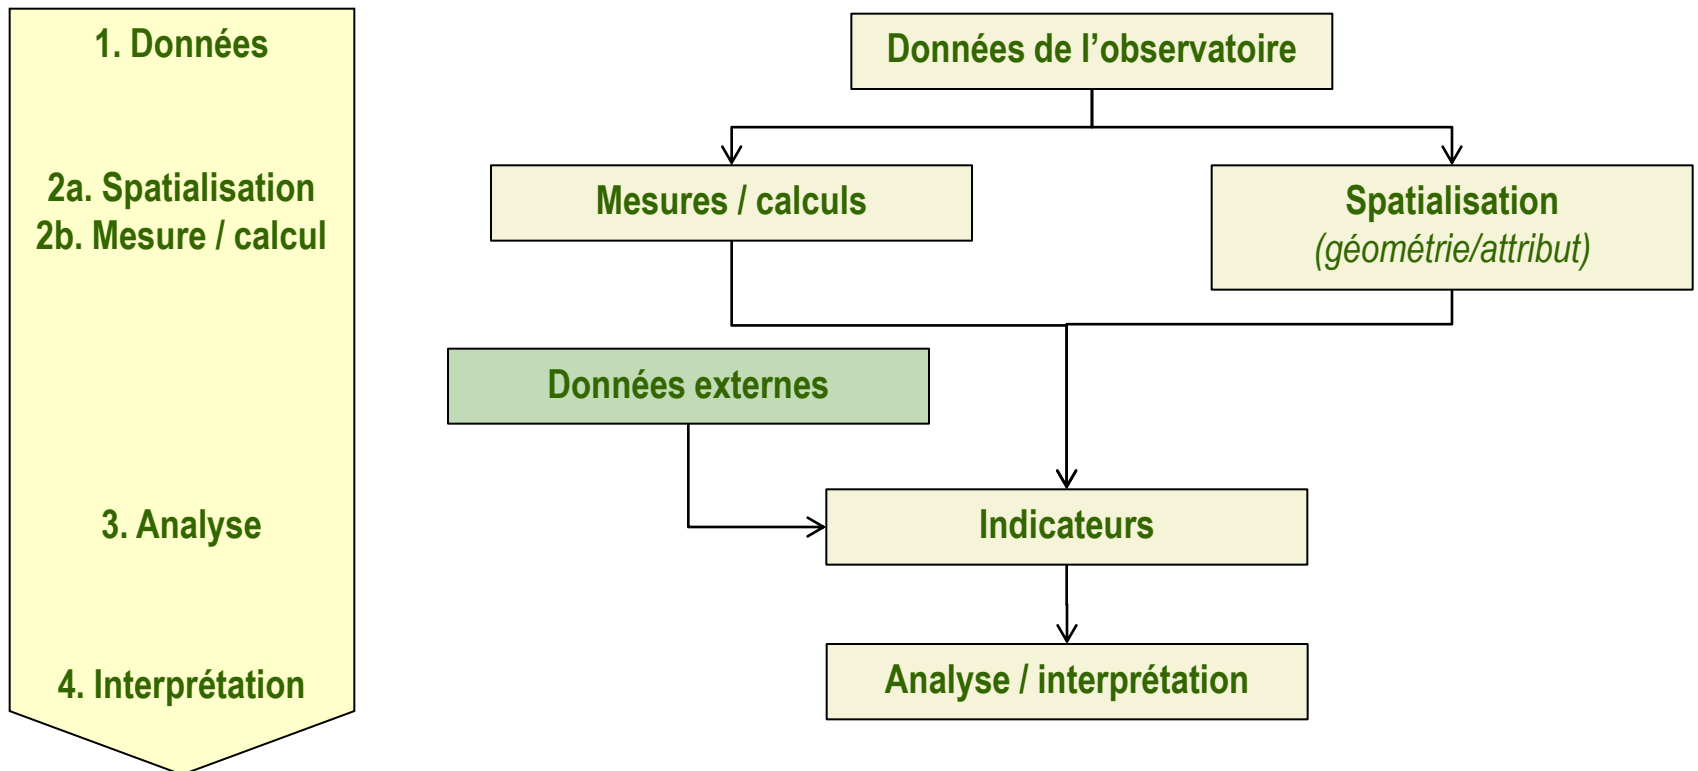 1. Données
2a. Spatialisation
2b. Mesure / calcul
3. Analyse
4. Interprétation
Données de l’observatoire
Mesures / calculs
Spatialisation
(géométrie/attribut)
Données externes
Indicateurs
Analyse / interprétation